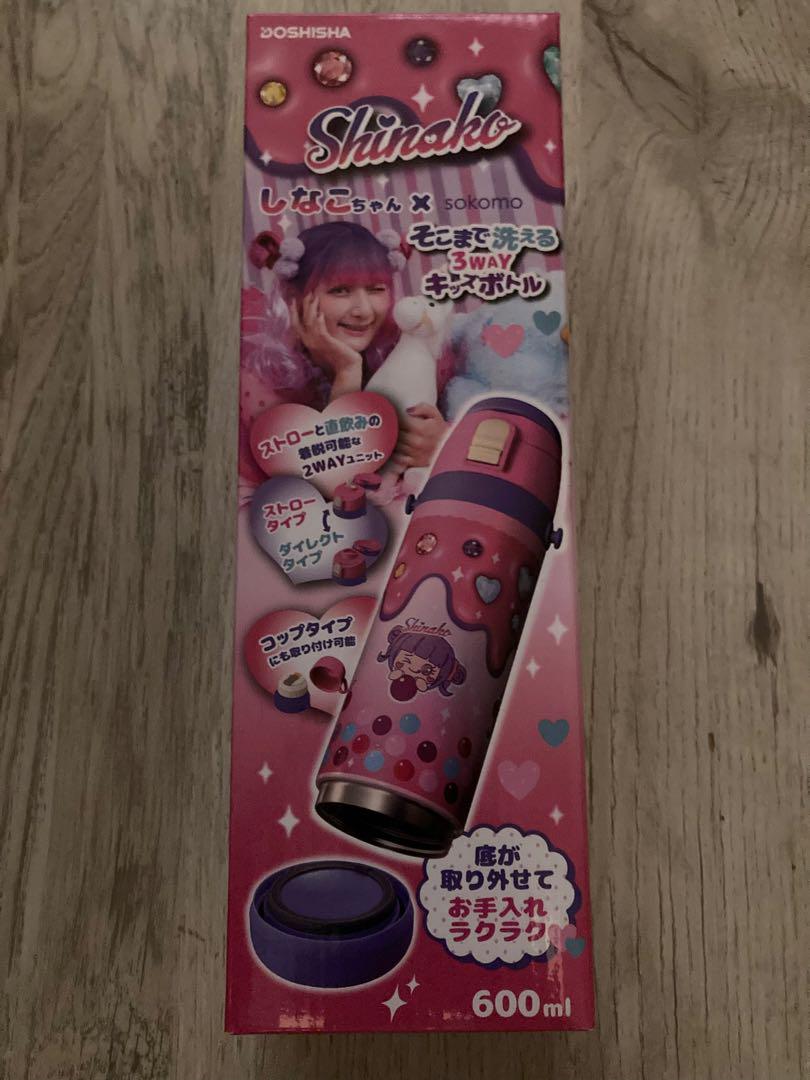 DOSHISHA
Shinako
しなこちゃん × sokomo
そこまで洗える
3WAY
キッズボトル
ストローと直飲みの
着脱可能な
2WAYユニット
ストロー
タイプ
ダイレクト
タイプ
コップタイプ
にも取り付け可能
Shinako
底が
取り外せて
お手入れ
ラクラク
600ml